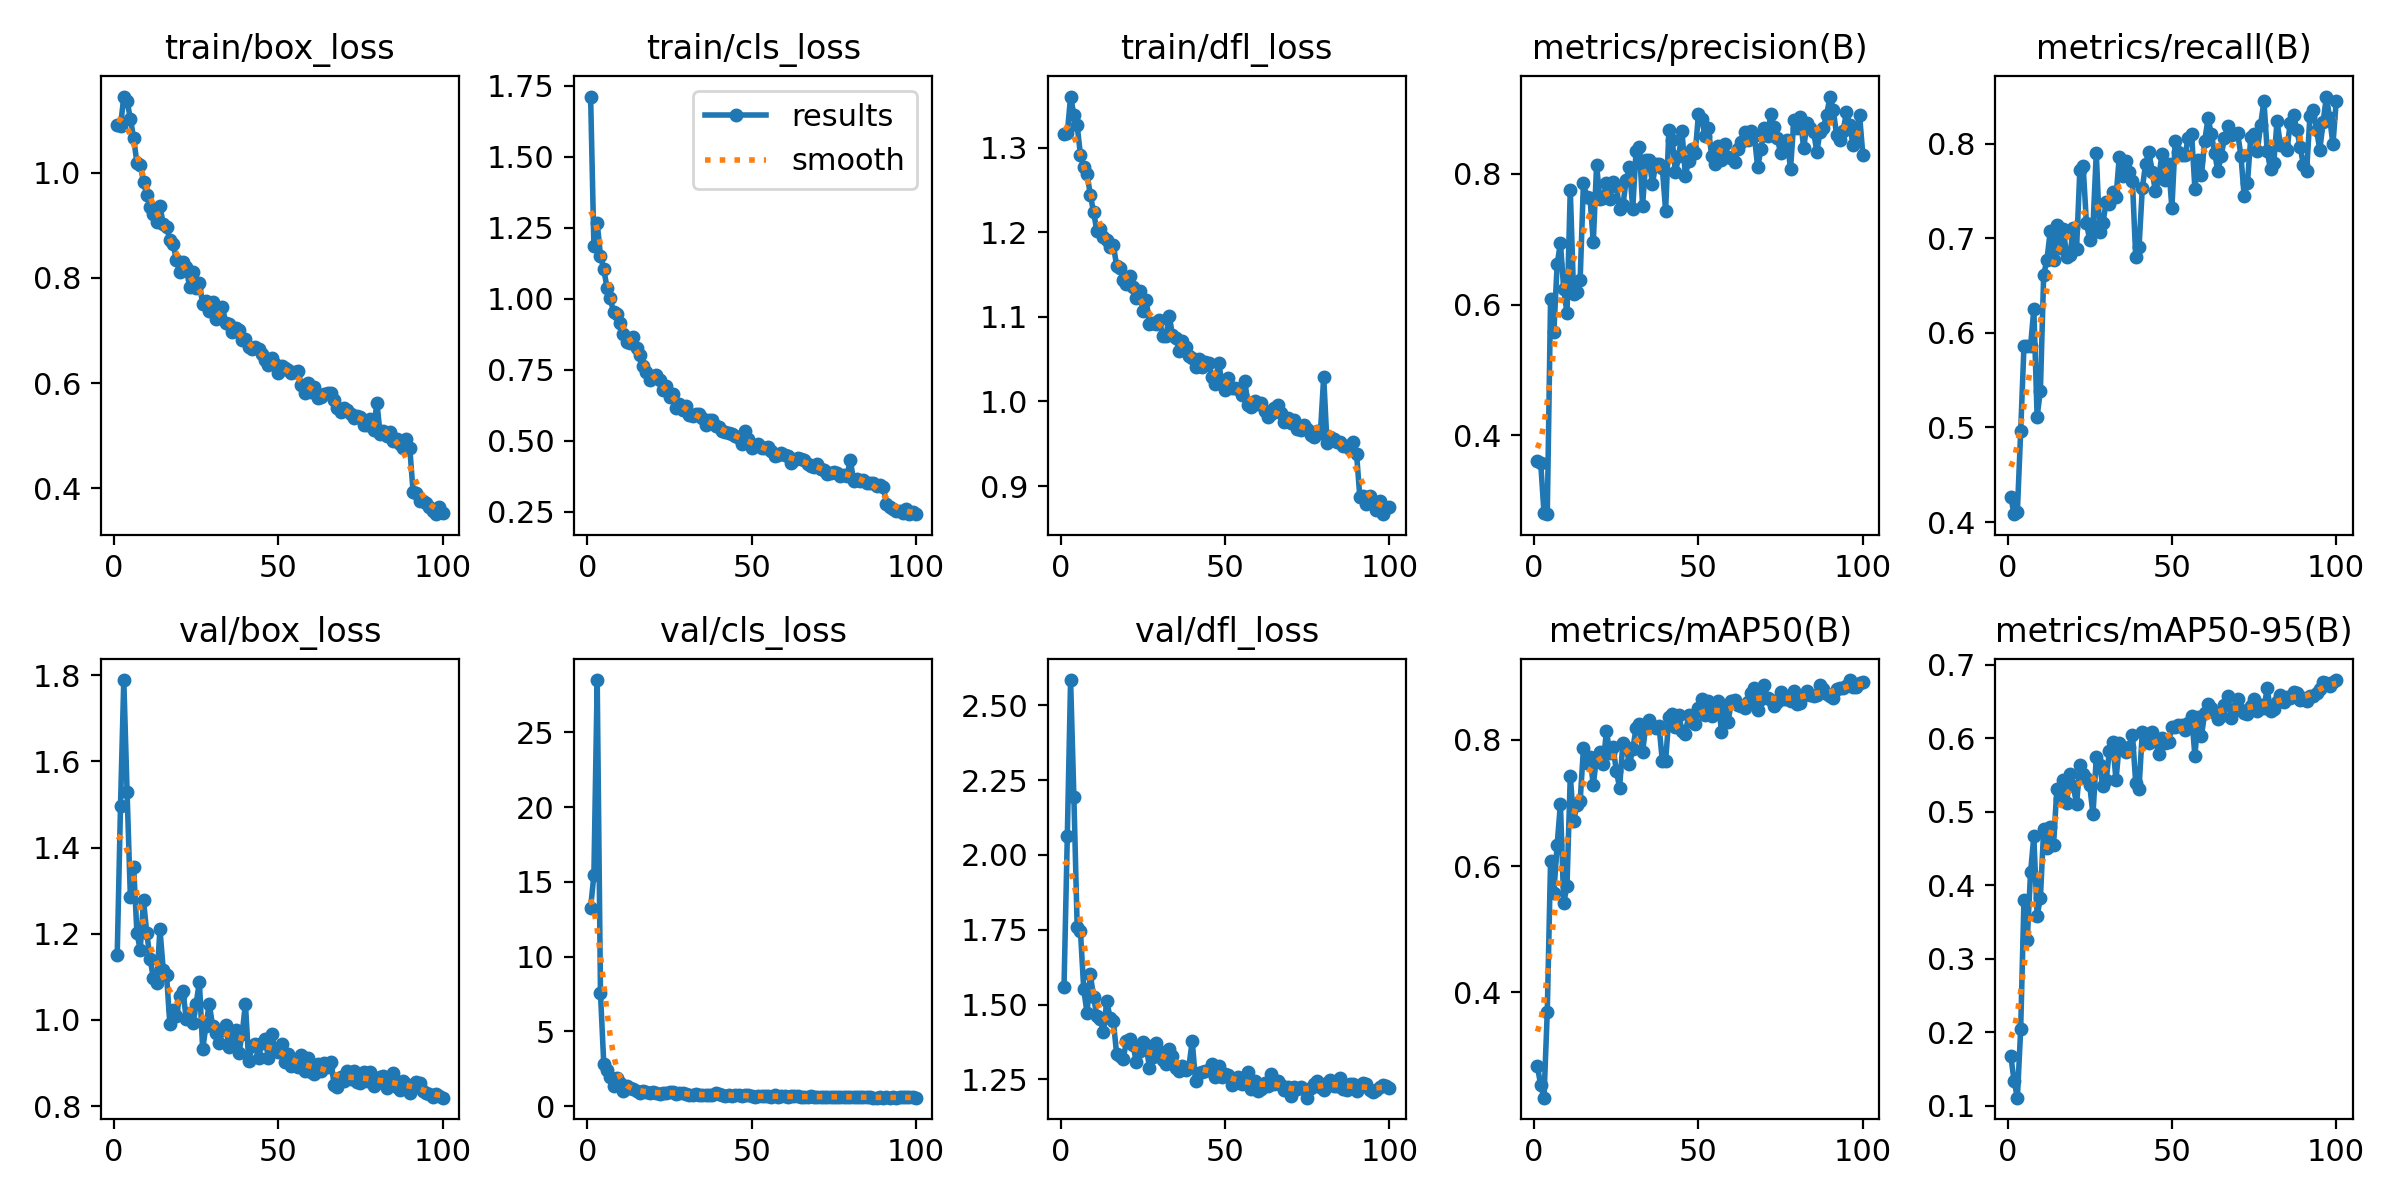 train/box_loss
1.0
0.8
0.6
0.4
0 50 100
train/cls_loss
results
smooth
1.75
1.50
1.25
1.00
0.75
0.50
0.25
0 50 100
train/dfl_loss
1.3
1.2
1.1
1.0
0.9
0 50 100
metrics/precision(B)
0.8
0.6
0.4
0 50 100
metrics/recall(B)
0.8
0.7
0.6
0.5
0.4
0 50 100
val/box_loss
1.8
1.6
1.4
1.2
1.0
0.8
0 50 100
val/cls_loss
25
20
15
10
5
0
0 50 100
val/dfl_loss
2.50
2.25
2.00
1.75
1.50
1.25
0 50 100
metrics/mAP50(B)
0.8
0.6
0.4
0 50 100
metrics/mAP50-95(B)
0.7
0.6
0.5
0.4
0.3
0.2
0.1
0 50 100